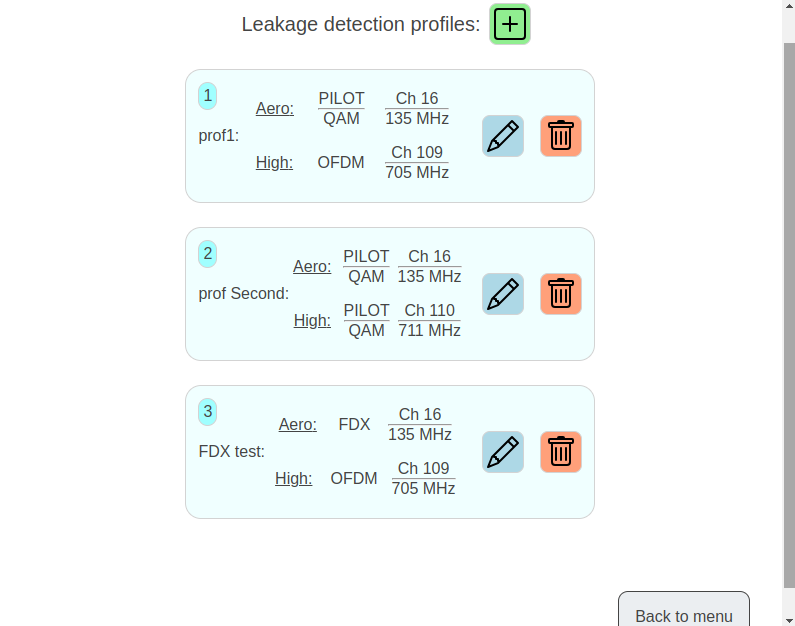 Leakage detection profiles:
1
prof1:
Aero:
PILOT
QAM
Ch 16
135 MHz
High:
OFDM
Ch 109
705 MHz
2
prof Second:
Aero:
PILOT
QAM
Ch 16
135 MHz
High:
PILOT
QAM
Ch 110
711 MHz
3
FDX test:
Aero:
FDX
Ch 16
135 MHz
High:
OFDM
Ch 109
705 MHz
Back to menu